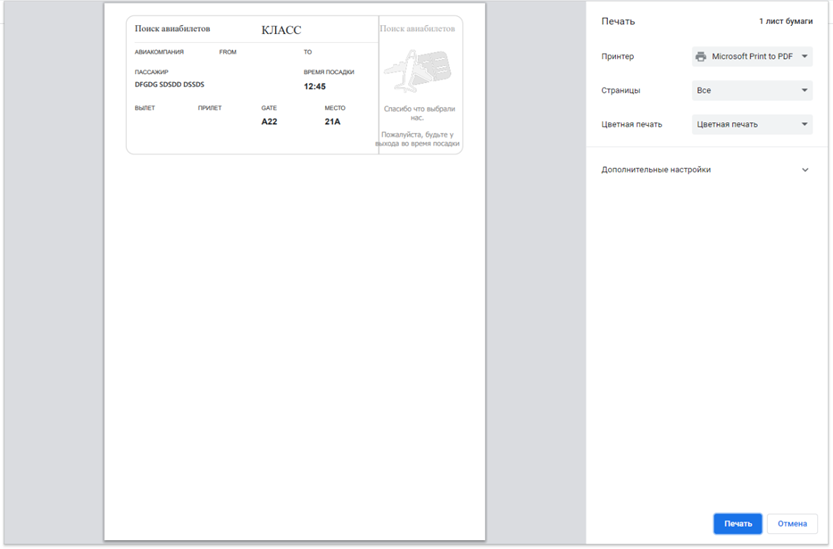 Поиск авиабилетов
КЛАСС
Поиск авиабилетов
АВИАКОМПАНИЯ FROM TO
ПАССАЖИР ВРЕМЯ ПОСАДКИ
DFGDG SDSDD DSSDS 12:45
ВЫЛЕТ ПРИЛЕТ GATE МЕСТО
A22 21A
Спасибо что выбрали
нас.
Пожалуйста, будьте у
выхода во время посадки
Печать 1 лист бумаги
Принтер Microsoft Print to PDF
Страницы Все
Цветная печать Цветная печать
Дополнительные настройки
Печать Отмена